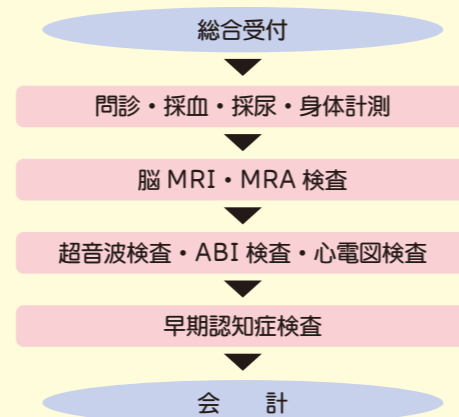 総合受付
問診・採血・採尿・身体計測
脳 MRI・MRA 検査
超音波検査・ABI 検査・心電図検査
早期認知症検査
会　計